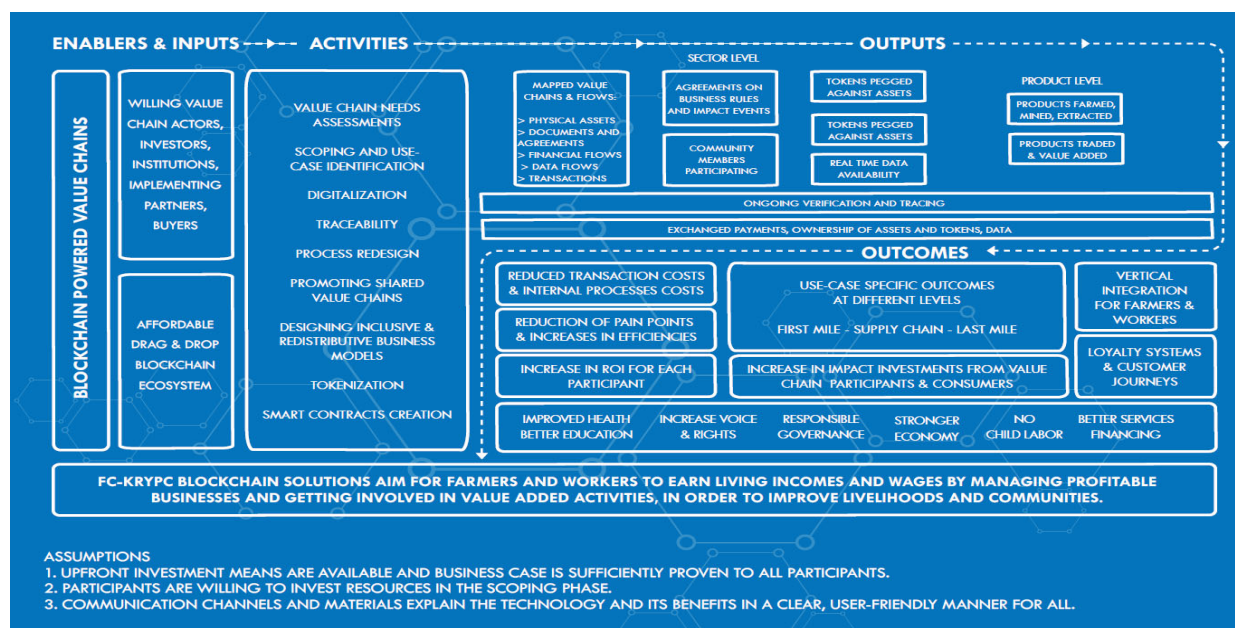 ENABLERS & INPUTS
ACTIVITIES
OUTPUTS
BLOCKCHAIN POWERED VALUE CHAINS
WILLING VALUE
CHAIN ACTORS,
INVESTORS,
INSTITUTIONS,
IMPLEMENTING
PARTNERS,
BUYERS
AFFORDABLE
DRAG & DROP
BLOCKCHAIN
ECOSYSTEM
VALUE CHAIN NEEDS
ASSESSMENTS
SCOPING AND USE-
CASE IDENTIFICATION
DIGITALIZATION
TRACEABILITY
PROCESS REDESIGN
PROMOTING SHARED
VALUE CHAINS
DESIGNING INCLUSIVE &
REDISTRIBUTIVE BUSINESS
MODELS
TOKENIZATION
SMART CONTRACTS CREATION
MAPPED VALUE
CHAINS & FLOWS:
> PHYSICAL ASSETS
> DOCUMENTS AND
AGREEMENTS
> FINANCIAL FLOWS
> DATA FLOWS
> TRANSACTIONS
SECTOR LEVEL
AGREEMENTS ON
BUSINESS RULES
AND IMPACT EVENTS
COMMUNITY
MEMBERS
PARTICIPATING
TOKENS PEGGED
AGAINST ASSETS
TOKENS PEGGED
AGAINST ASSETS
REAL TIME DATA
AVAILABILITY
PRODUCT LEVEL
PRODUCTS FARMED,
MINED, EXTRACTED
PRODUCTS TRADED
& VALUE ADDED
ONGOING VERIFICATION AND TRACING
EXCHANGED PAYMENTS, OWNERSHIP OF ASSETS AND TOKENS, DATA
OUTCOMES
REDUCED TRANSACTION COSTS
& INTERNAL PROCESSES COSTS
REDUCTION OF PAIN POINTS
& INCREASES IN EFFICIENCIES
INCREASE IN ROI FOR EACH
PARTICIPANT
USE-CASE SPECIFIC OUTCOMES
AT DIFFERENT LEVELS
FIRST MILE - SUPPLY CHAIN - LAST MILE
INCREASE IN IMPACT INVESTMENTS FROM VALUE
CHAIN PARTICIPANTS & CONSUMERS
VERTICAL
INTEGRATION
FOR FARMERS &
WORKERS
LOYALTY SYSTEMS
& CUSTOMER
JOURNEYS
IMPROVED HEALTH
BETTER EDUCATION
INCREASE VOICE
& RIGHTS
RESPONSIBLE
GOVERNANCE
STRONGER
ECONOMY
NO
CHILD LABOR
BETTER SERVICES
FINANCING
FC-KRYPC BLOCKCHAIN SOLUTIONS AIM FOR FARMERS AND WORKERS TO EARN LIVING INCOMES AND WAGES BY MANAGING PROFITABLE
BUSINESSES AND GETTING INVOLVED IN VALUE ADDED ACTIVITIES, IN ORDER TO IMPROVE LIVELIHOODS AND COMMUNITIES.
ASSUMPTIONS
1. UPFRONT INVESTMENT MEANS ARE AVAILABLE AND BUSINESS CASE IS SUFFICIENTLY PROVEN TO ALL PARTICIPANTS.
2. PARTICIPANTS ARE WILLING TO INVEST RESOURCES IN THE SCOPING PHASE.
3. COMMUNICATION CHANNELS AND MATERIALS EXPLAIN THE TECHNOLOGY AND ITS BENEFITS IN A CLEAR, USER-FRIENDLY MANNER FOR ALL.